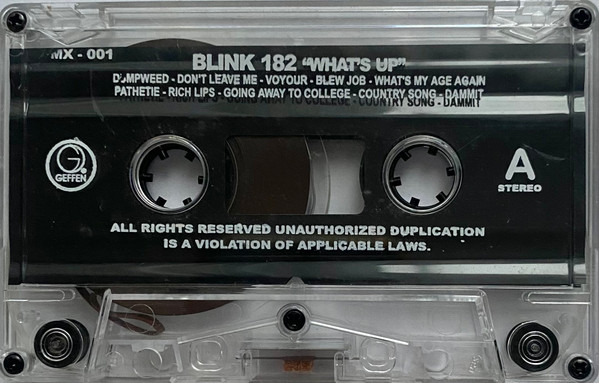 MX - 001
BLINK 182 "WHAT'S UP"
DUMPWEED - DON'T LEAVE ME - VOYOUR - BLEW JOB - WHAT'S MY AGE AGAIN
PATHETIE - RICH LIPS - GOING AWAY TO COLLEGE - COUNTRY SONG - DAMMIT
G
GEFFEN
A
STEREO
ALL RIGHTS RESERVED UNAUTHORIZED DUPLICATION
IS A VIOLATION OF APPLICABLE LAWS.